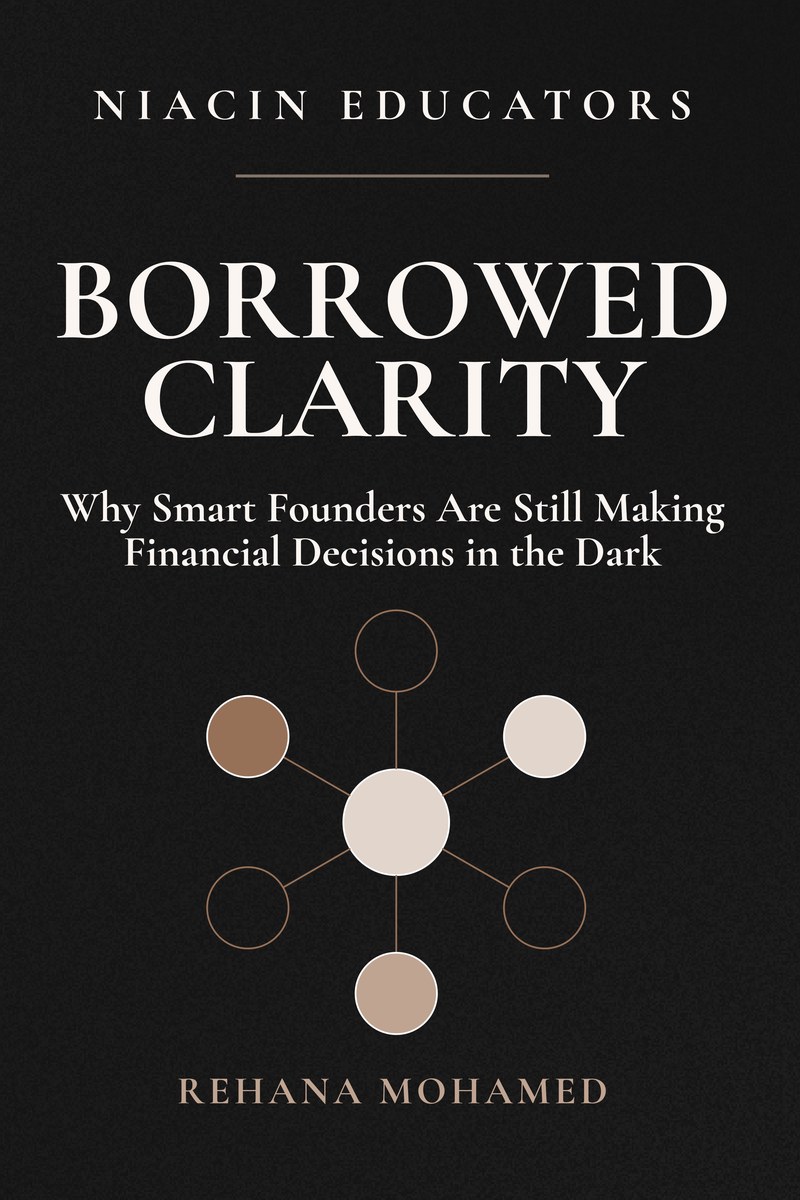 NIACIN EDUCATORS
BORROWED
CLARITY
Why Smart Founders Are Still Making
Financial Decisions in the Dark
REHANA MOHAMED